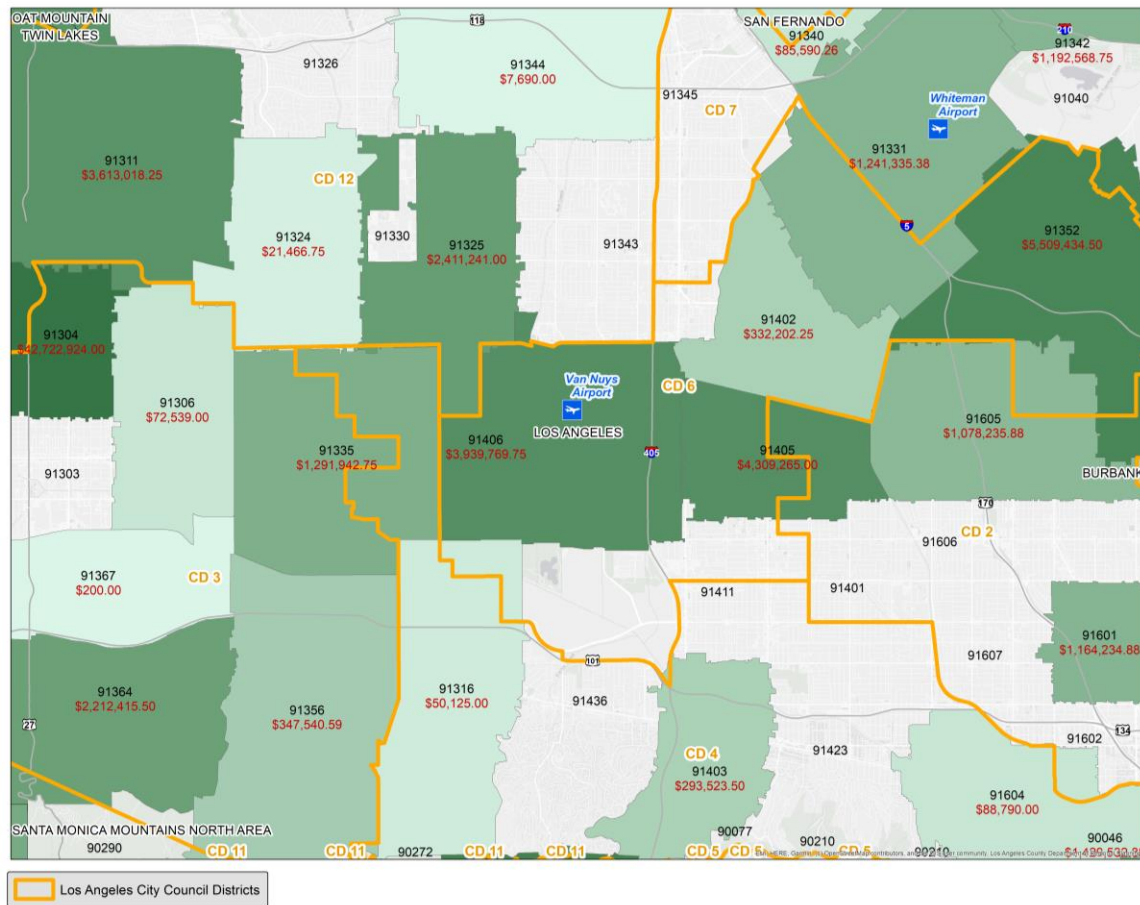 OAT MOUNTAIN
TWIN LAKES
118
91326
91344
$7,690.00
SAN FERNANDO
91340
$85,590.26
210
91342
$1,192,568.75
91040
91345
CD 7
Whiteman
Airport
91331
$1,241,335.38
91311
$3,613,018.25
CD 12
91324
$21,466.75
91330
91325
$2,411,241.00
91343
5
91352
$5,509,434.50
91402
$332,202.25
91304
$42,722,924.00
91306
$72,539.00
Van Nuys
Airport
LOS ANGELES
CD 6
91303
91335
$1,291,942.75
91406
$3,939,769.75
405
91405
$4,309,265.00
91605
$1,078,235.88
BURBANK
170
CD 2
91606
91367
$200.00
CD 3
91411
91401
91601
$1,164,234.88
91607
91364
$2,212,415.50
27
91356
$347,540.59
91316
$50,125.00
101
91436
CD 4
91403
$293,523.50
91423
91602
134
91604
$88,790.00
SANTA MONICA MOUNTAINS NORTH AREA
90290
CD 11
CD 11
90272
CD 11
CD 11
90077
CD 5
CD 5
90210
CD 5
90210
90046
Los Angeles City Council Districts